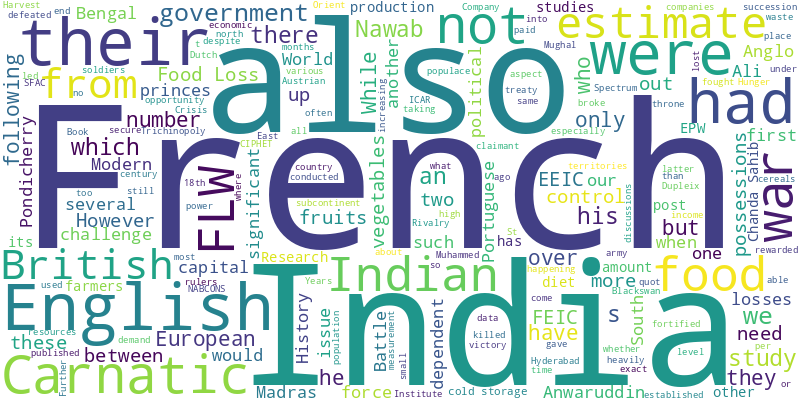 Harvest
defeated
end
Bengal
economic
succession
government
Orient
Company
production
not
studies
companies
estimate
waste
place
their
north
despite
paid
into
Mughal
there
Nawab
also
were
who
or
led
Dutch
t
soldiers
months
Austrian
various
World
While
another
political
populace
treaty
same
aspect
Spectrum
out
lost
under
Anglo
Ali
following
from
Food Loss
SFAC
no
princes
up
opportunity
Crisis
often
ICAR
taking
increasing
broke
fought
Hunger
throne
had
number
Book
secure
Trichinopoly
all
CIPHET
East
especially
only
EPW
claimant
first
Pondicherry
which
Modern
century
too
still
French
FLW
18th
where
country
conducted
what
ago
an
vegetables
EEIC
our
territories
latter
than
Dupleix
cereals
several
However
power
significant
subcontinent
two
Portuguese
control
his
post
possessions
Chanda Sahib
war
rewarded
its
challenge
fruits
high
Rivalry
St
such
has
over
discussions
but
when
income
one
British
most
capital
Research
about
so
Muhammed
happening
army
quot
per
able
used
farmers
rulers
NABCONS
Years
Indian
diet
amount
more
Blackswan
food
losses
English
European
History
issue
population
Battle
measurement
dependent
data
FEIC
have
come
s
South
fortified
we
need
these
resources
demand
between
would
killed
victory
gave
whether
heavily
level
study
Carnatic
published
Further
Madras
he
force
small
Institute
cold storage
Hyderabad
time
exact
Anwaruddin
established
other
they
or
India